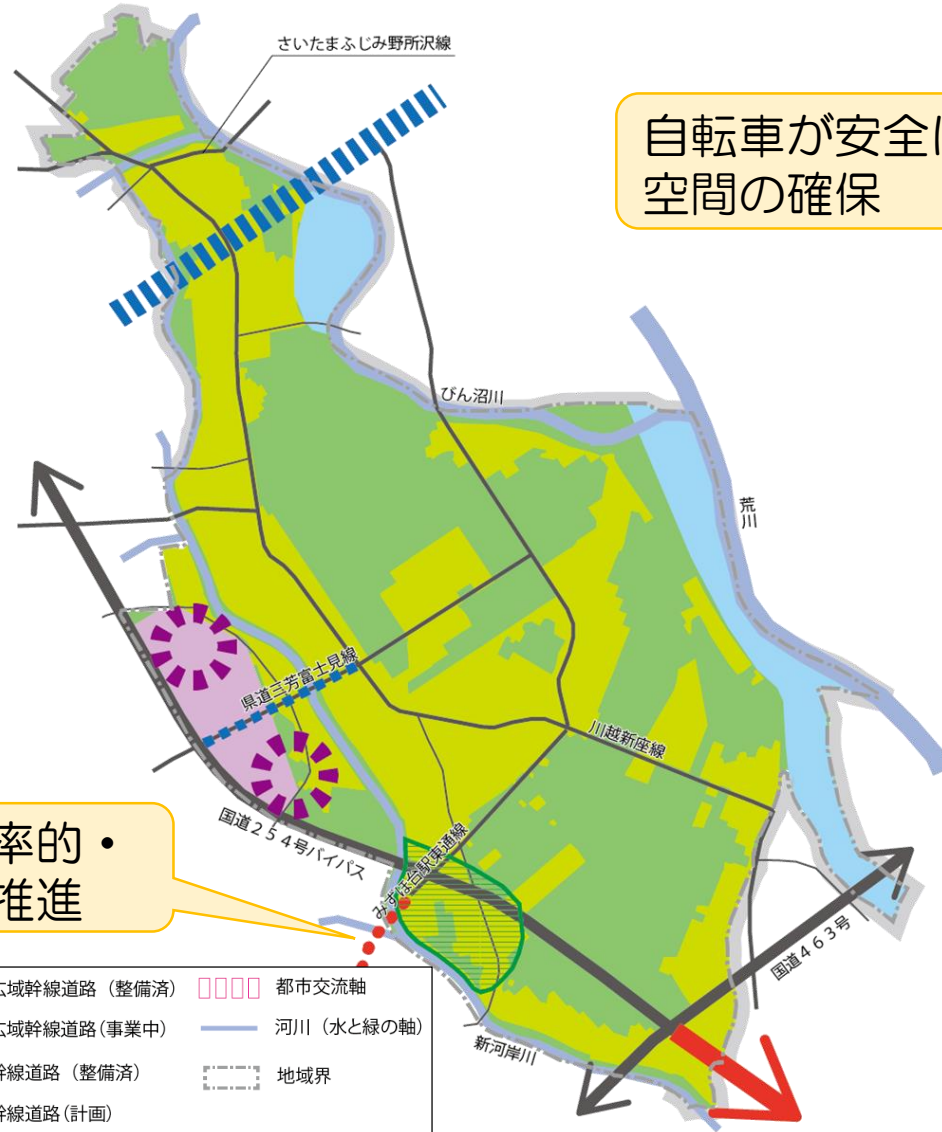 さいたまふじみ野所沢線
自転車が安全に
空間の確保
びん沼川
荒川
県道三芳富士見線
川越新座線
国道254号バイパス
みずほ台駅東通線
率的・
推進
国道463号
新河岸川
広域幹線道路（整備済）
都市交流軸
広域幹線道路(事業中)
河川（水と緑の軸）
幹線道路（整備済）
地域界
幹線道路(計画)